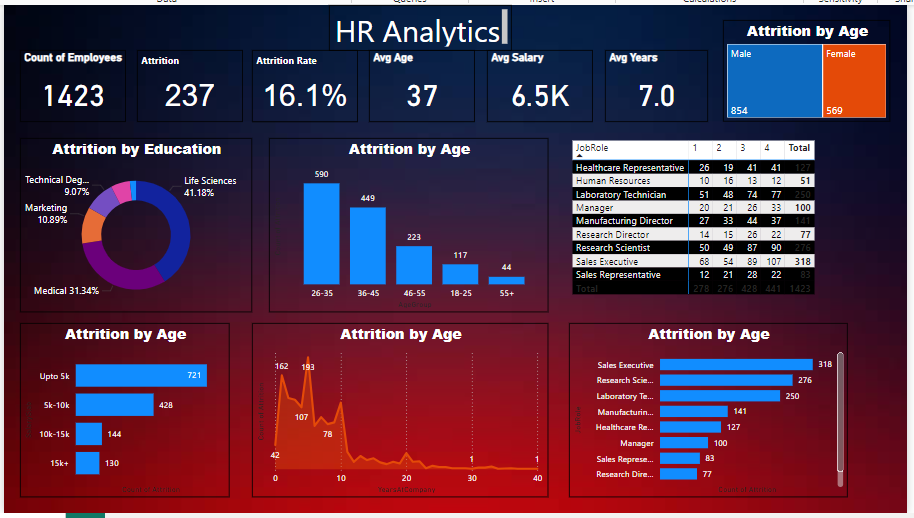 HR Analytics
Attrition by Age
Count of Employees
1423
Attrition
237
Attrition Rate
16.1%
Avg Age
37
Avg Salary
6.5K
Avg Years
7.0
Male
854
Female
569
Attrition by Education
Technical Deg...
9.07%
Marketing
10.89%
Life Sciences
41.18%
Medical 31.34%
Attrition by Age
590
449
223
117
44
26-35 36-45 46-55 18-25 55+
JobRole 1 2 3 4 Total
Healthcare Representative 26 19 41 41 127
Human Resources 10 16 13 12 51
Laboratory Technician 51 48 74 77 250
Manager 20 21 26 33 100
Manufacturing Director 27 33 44 37 141
Research Director 14 15 26 22 77
Research Scientist 50 49 87 90 276
Sales Executive 68 54 89 107 318
Sales Representative 12 21 28 22 83
Total 278 276 428 441 1423
Attrition by Age
Upto 5k 721
5k-10k 428
10k-15k 144
15k+ 130
Attrition by Age
162 193
107
78
42
1 1
0 10 20 30 40
YearsAtCompany
Attrition by Age
Sales Executive 318
Research Scie... 276
Laboratory Te... 250
Manufacturin... 141
Healthcare Re... 127
Manager 100
Sales Represe... 83
Research Dire... 77